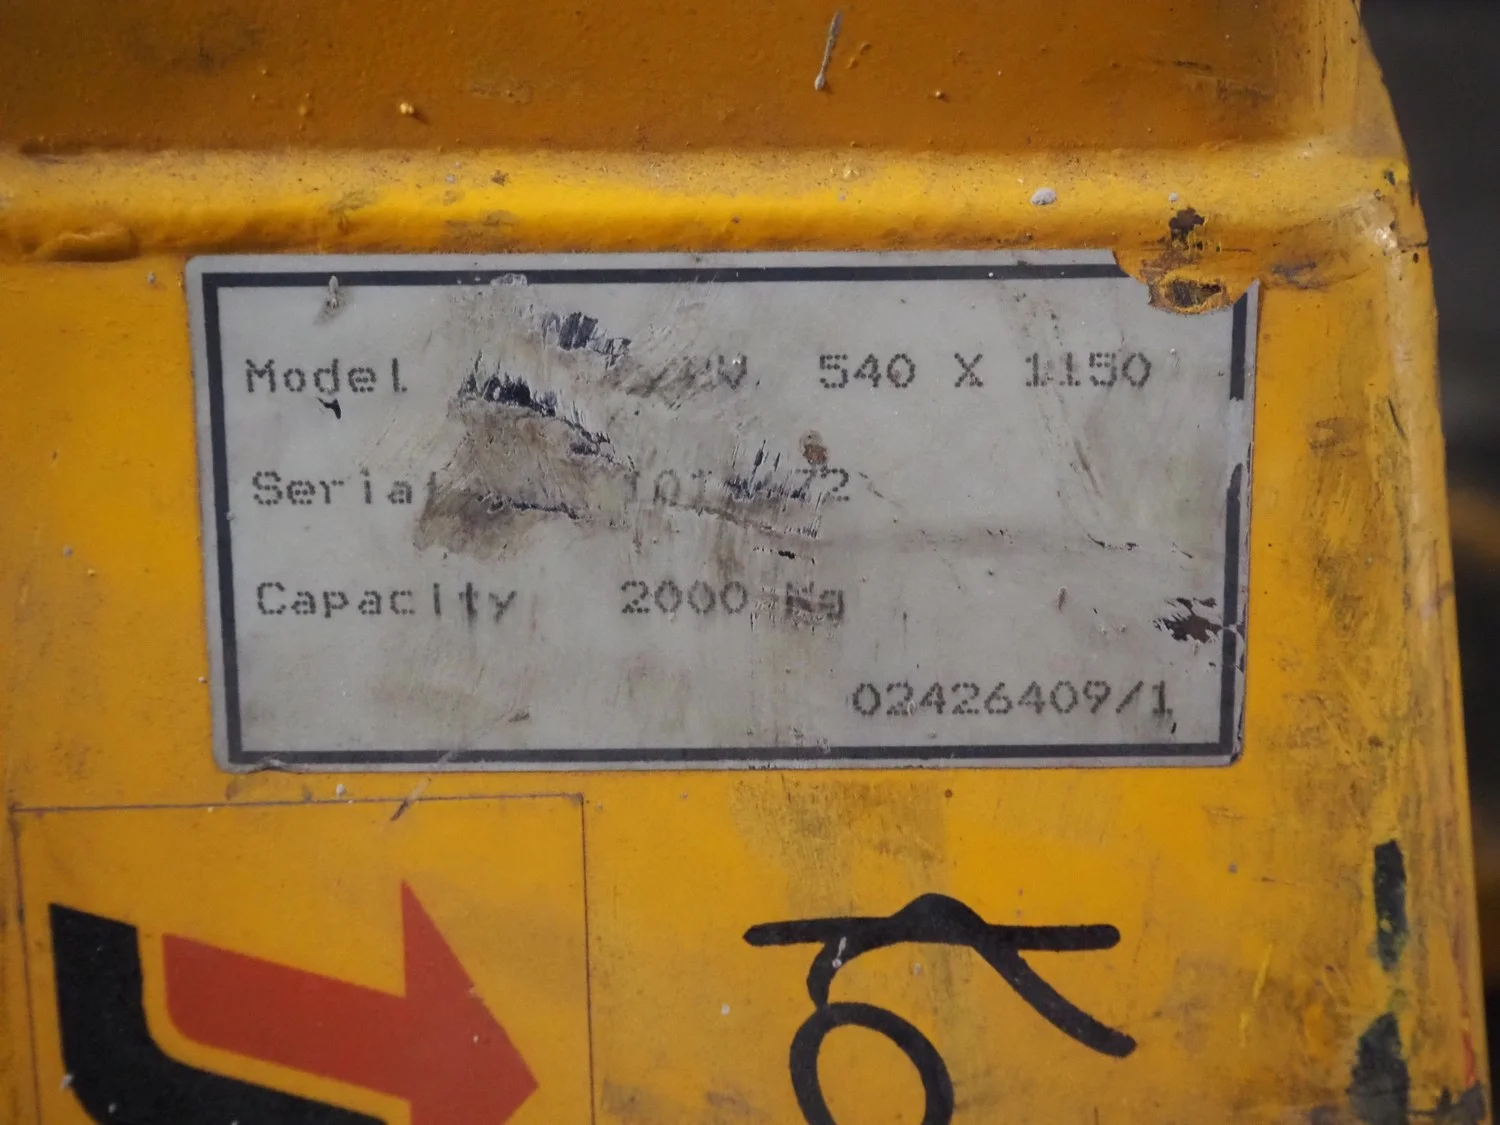 Model 540 X 1150
Serial
Capacity 2000 Kg
02426409/1